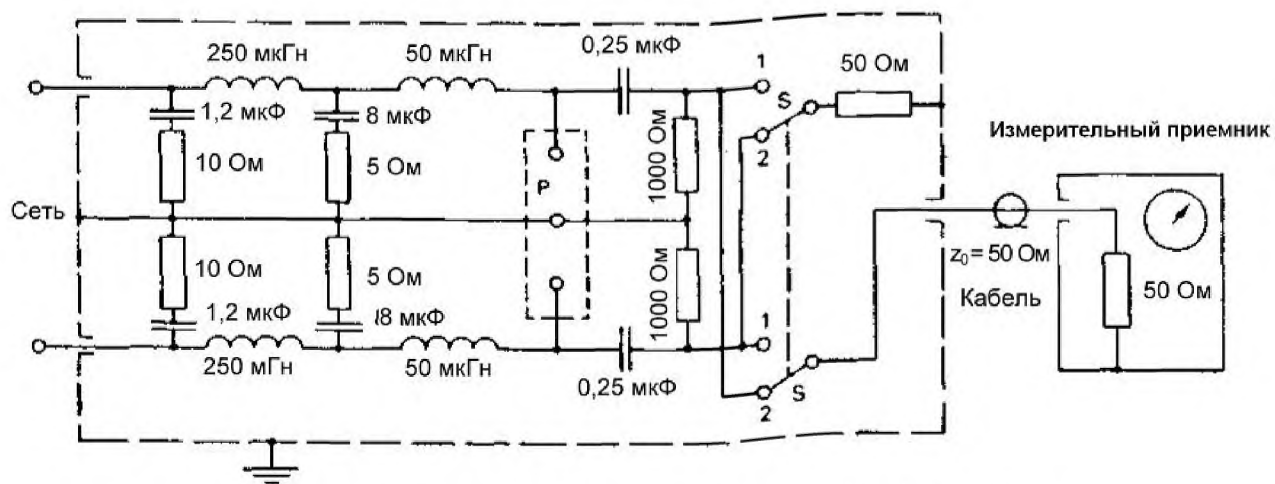 250 мкГн
50 мкГн
0,25 мкФ
1
50 Ом
S
1,2 мкФ
8 мкФ
2
10 Ом
5 Ом
P
1000 Ом
Измерительный приемник
Сеть
z₀ = 50 Ом
Кабель
50 Ом
10 Ом
5 Ом
1000 Ом
1,2 мкФ
8 мкФ
1
250 мГн
50 мкГн
0,25 мкФ
2
S